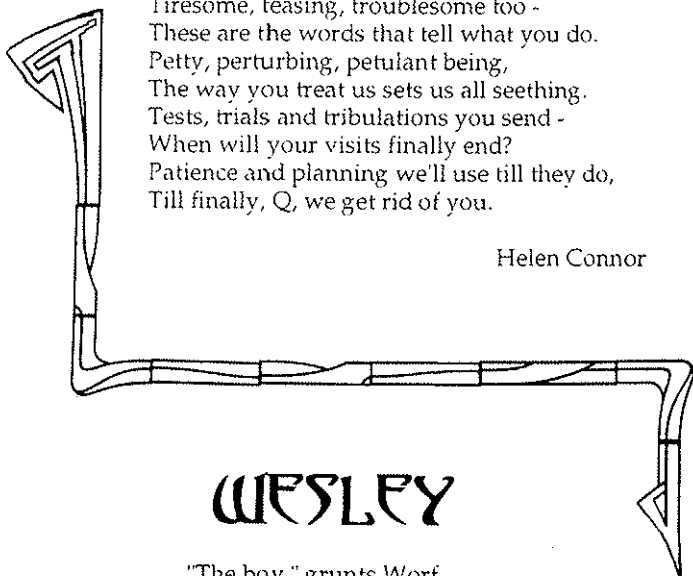 Tiresome, teasing, troublesome too -
These are the words that tell what you do.
Petty, perturbing, petulant being,
The way you treat us sets us all seething.
Tests, trials and tribulations you send -
When will your visits finally end?
Patience and planning we'll use till they do,
Till finally, Q, we get rid of you.
Helen Connor
WESLEY
"The boy," grunts Worf